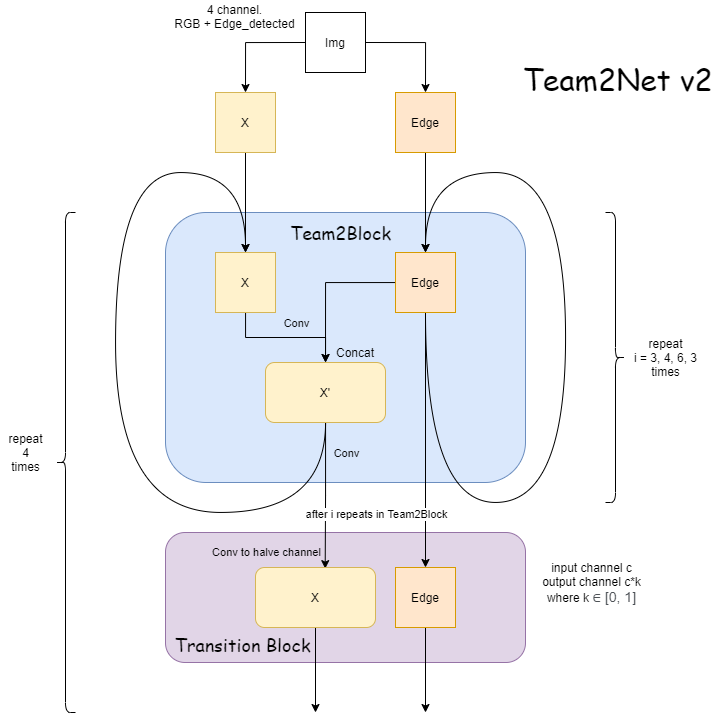 4 channel.
RGB + Edge_detected
Img
Team2Net v2
X
Edge
Team2Block
X
Edge
Conv
Concat
X'
Conv
repeat
i = 3, 4, 6, 3
times
repeat
4
times
after i repeats in Team2Block
Conv to halve channel
X
Edge
Transition Block
input channel c
output channel c*k
where k ∈ [0, 1]